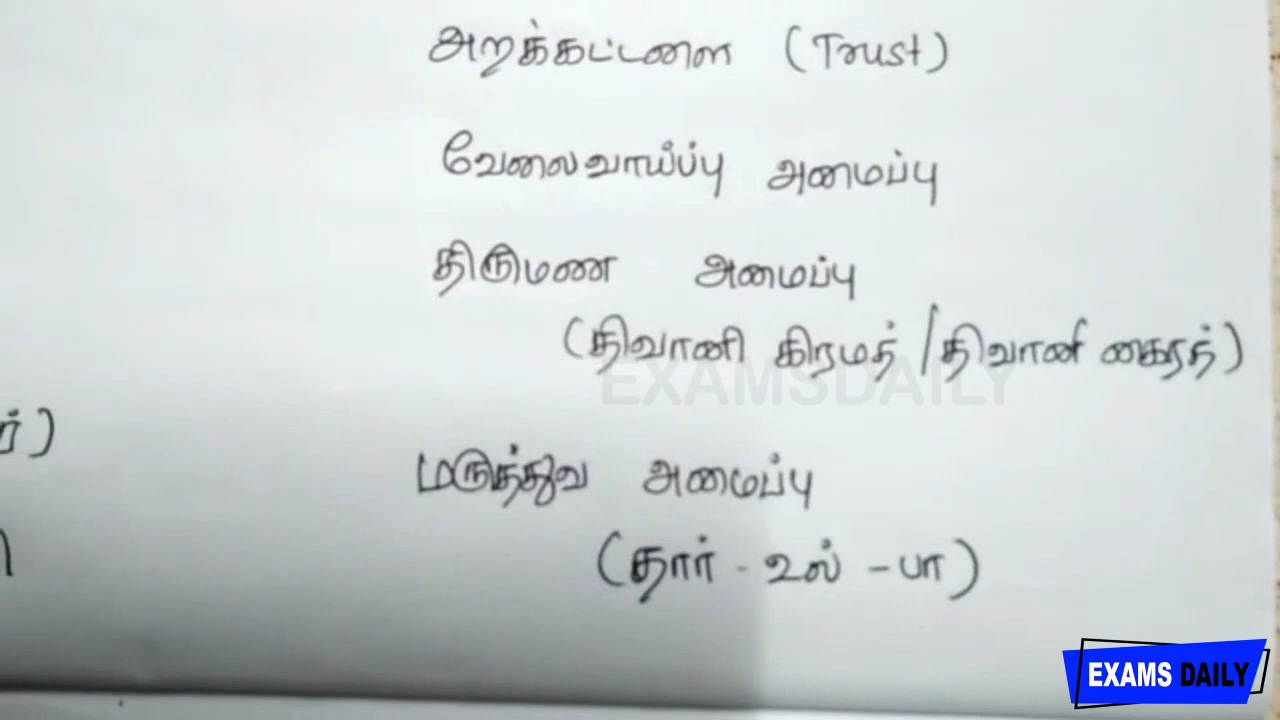 அறக்கட்டளை (Trust)
வேலைவாய்ப்பு அமைப்பு
திருமண அமைப்பு
(திவானி கிரமத் / திவானி கைரத்)
EXAMSDAILY
ர்)
மருத்துவ அமைப்பு
(தார் - உல் - பா)
EXAMS DAILY